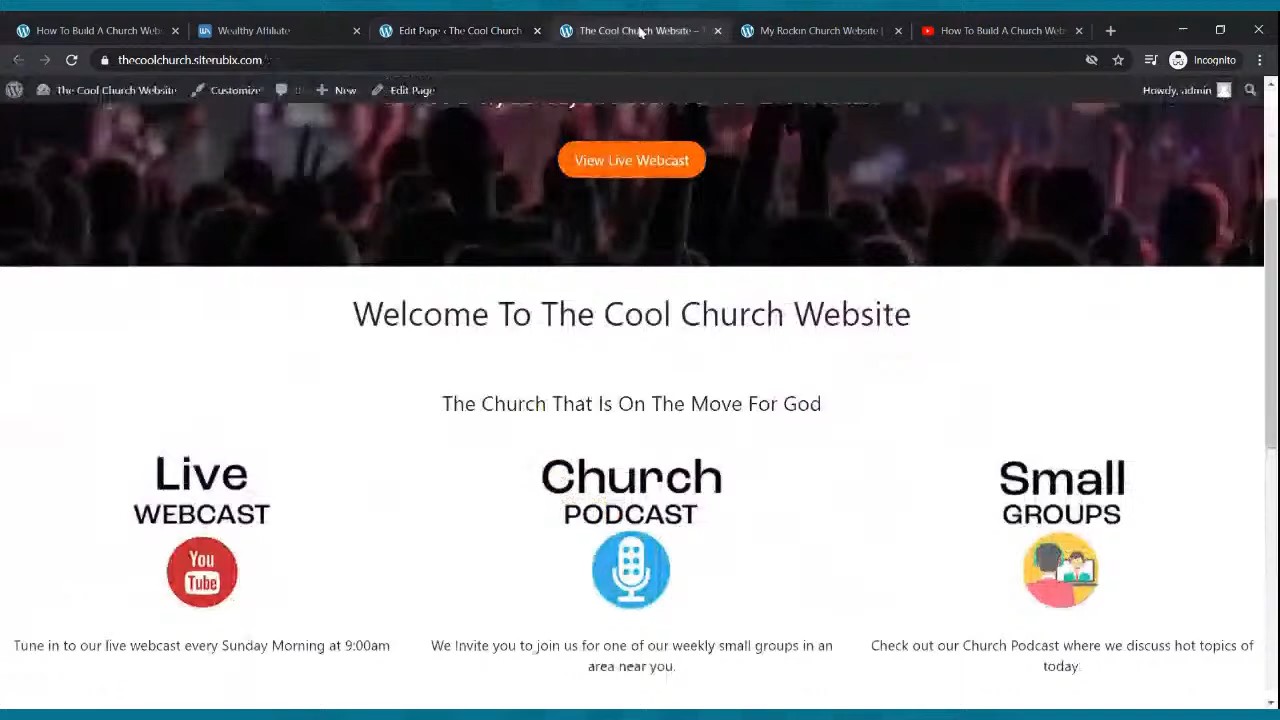 How To Build A Church Web
Wealthy Affiliate
Edit Page ‹ The Cool Church
The Cool Church Website –
My Rockin Church Website |
How To Build A Church Web
thecoolchurch.siterubix.com
Incognito
The Cool Church Website
Customize
New
Edit Page
Howdy, admin
View Live Webcast
Welcome To The Cool Church Website
The Church That Is On The Move For God
Live
WEBCAST
Church
PODCAST
Small
GROUPS
You
Tube
Tune in to our live webcast every Sunday Morning at 9:00am
We Invite you to join us for one of our weekly small groups in an
area near you.
Check out our Church Podcast where we discuss hot topics of
today.